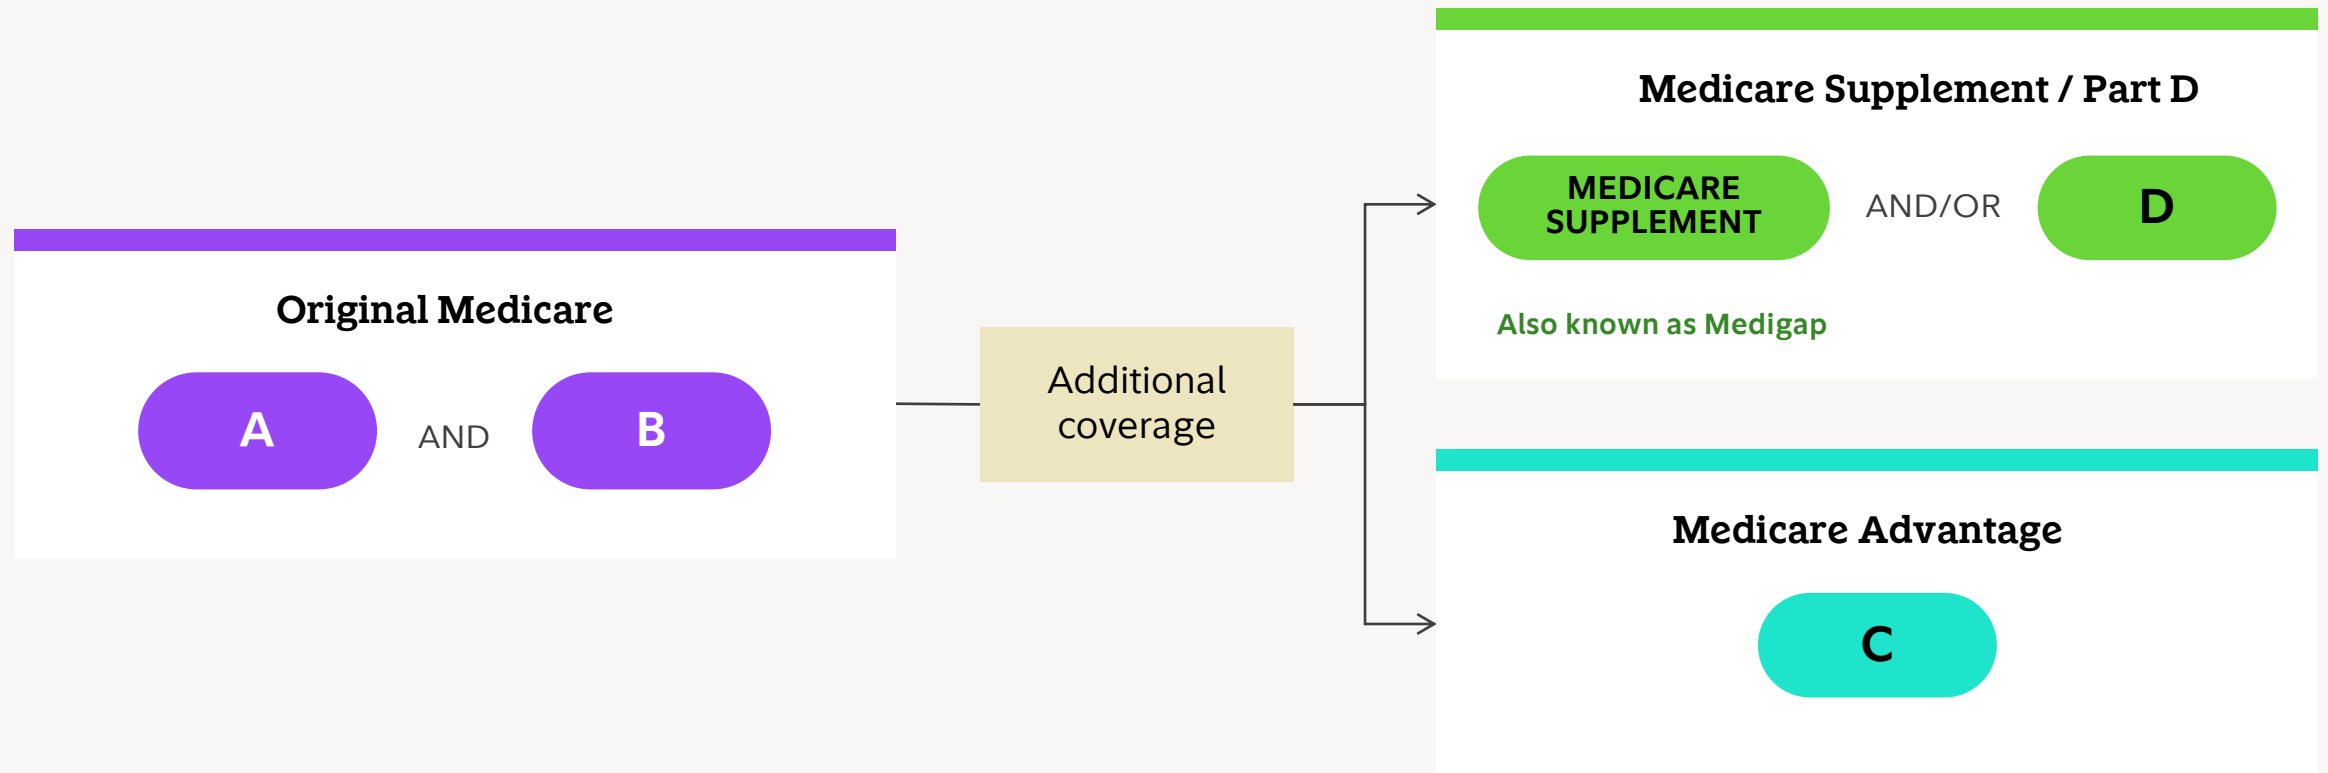 Original Medicare
A AND B
Additional
coverage
Medicare Supplement / Part D
MEDICARE
SUPPLEMENT
AND/OR
D
Also known as Medigap
Medicare Advantage
C